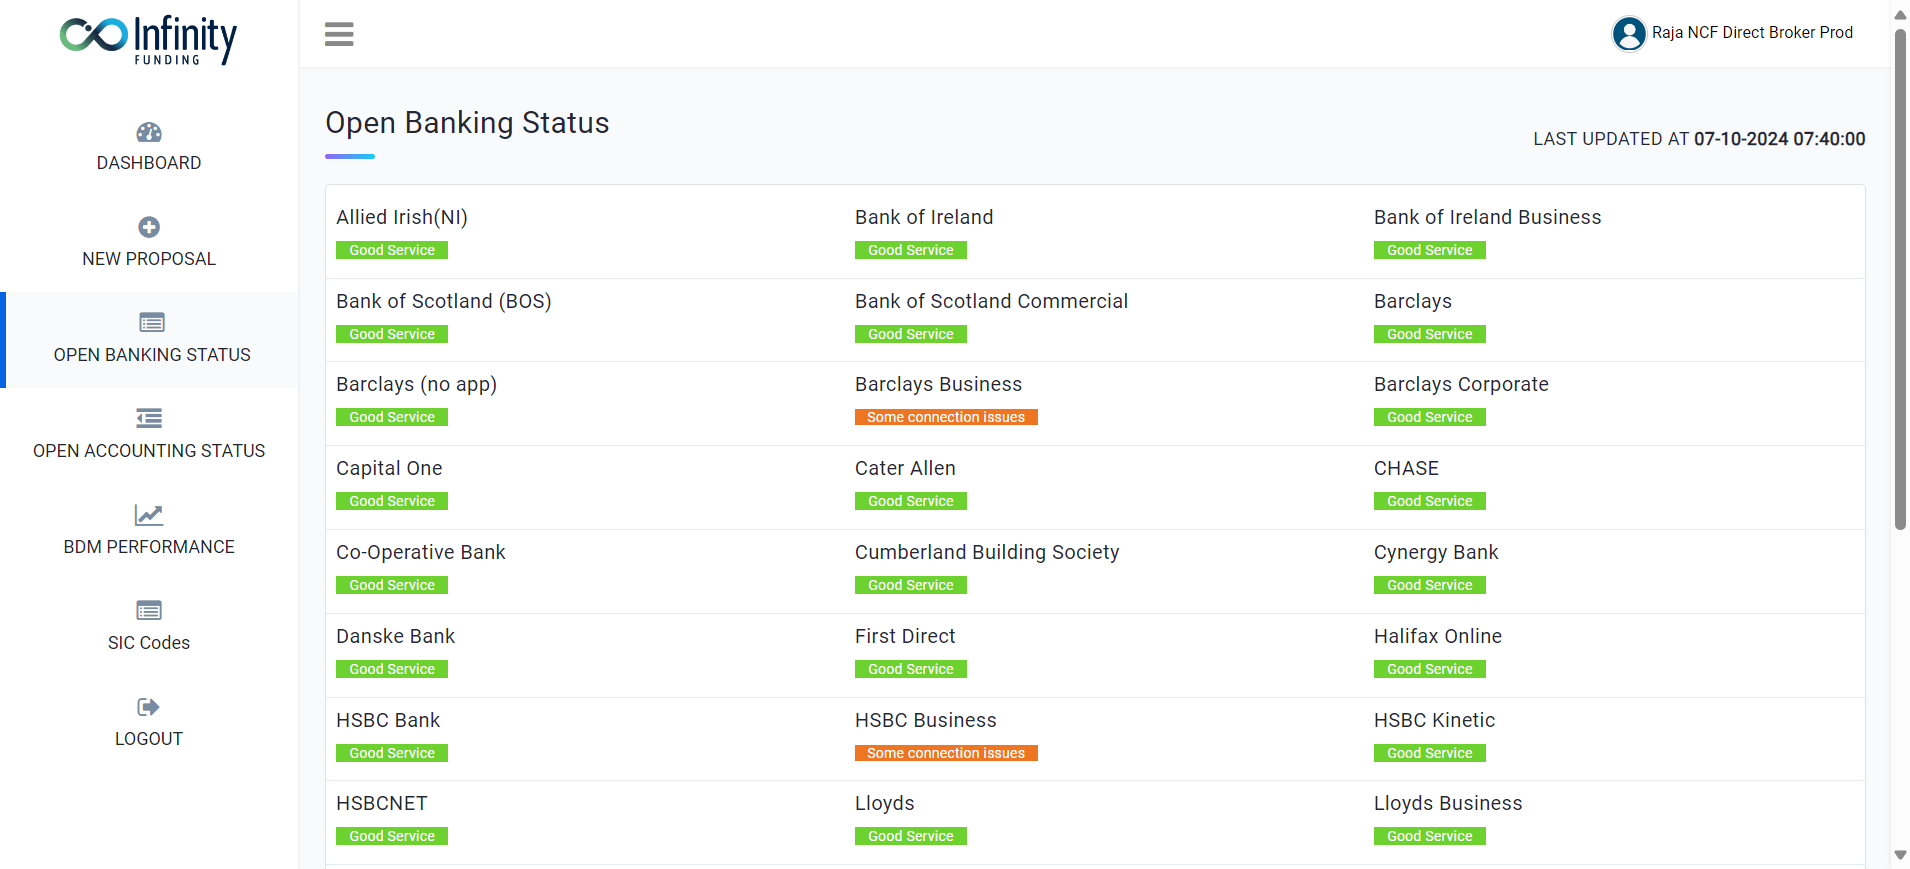 Infinity
FUNDING
Raja NCF Direct Broker Prod
DASHBOARD
NEW PROPOSAL
OPEN BANKING STATUS
OPEN ACCOUNTING STATUS
BDM PERFORMANCE
SIC Codes
LOGOUT
Open Banking Status
LAST UPDATED AT 07-10-2024 07:40:00
Allied Irish(NI)
Good Service
Bank of Ireland
Good Service
Bank of Ireland Business
Good Service
Bank of Scotland (BOS)
Good Service
Bank of Scotland Commercial
Good Service
Barclays
Good Service
Barclays (no app)
Good Service
Barclays Business
Some connection issues
Barclays Corporate
Good Service
Capital One
Good Service
Cater Allen
Good Service
CHASE
Good Service
Co-Operative Bank
Good Service
Cumberland Building Society
Good Service
Cynergy Bank
Good Service
Danske Bank
Good Service
First Direct
Good Service
Halifax Online
Good Service
HSBC Bank
Good Service
HSBC Business
Some connection issues
HSBC Kinetic
Good Service
HSBCNET
Good Service
Lloyds
Good Service
Lloyds Business
Good Service